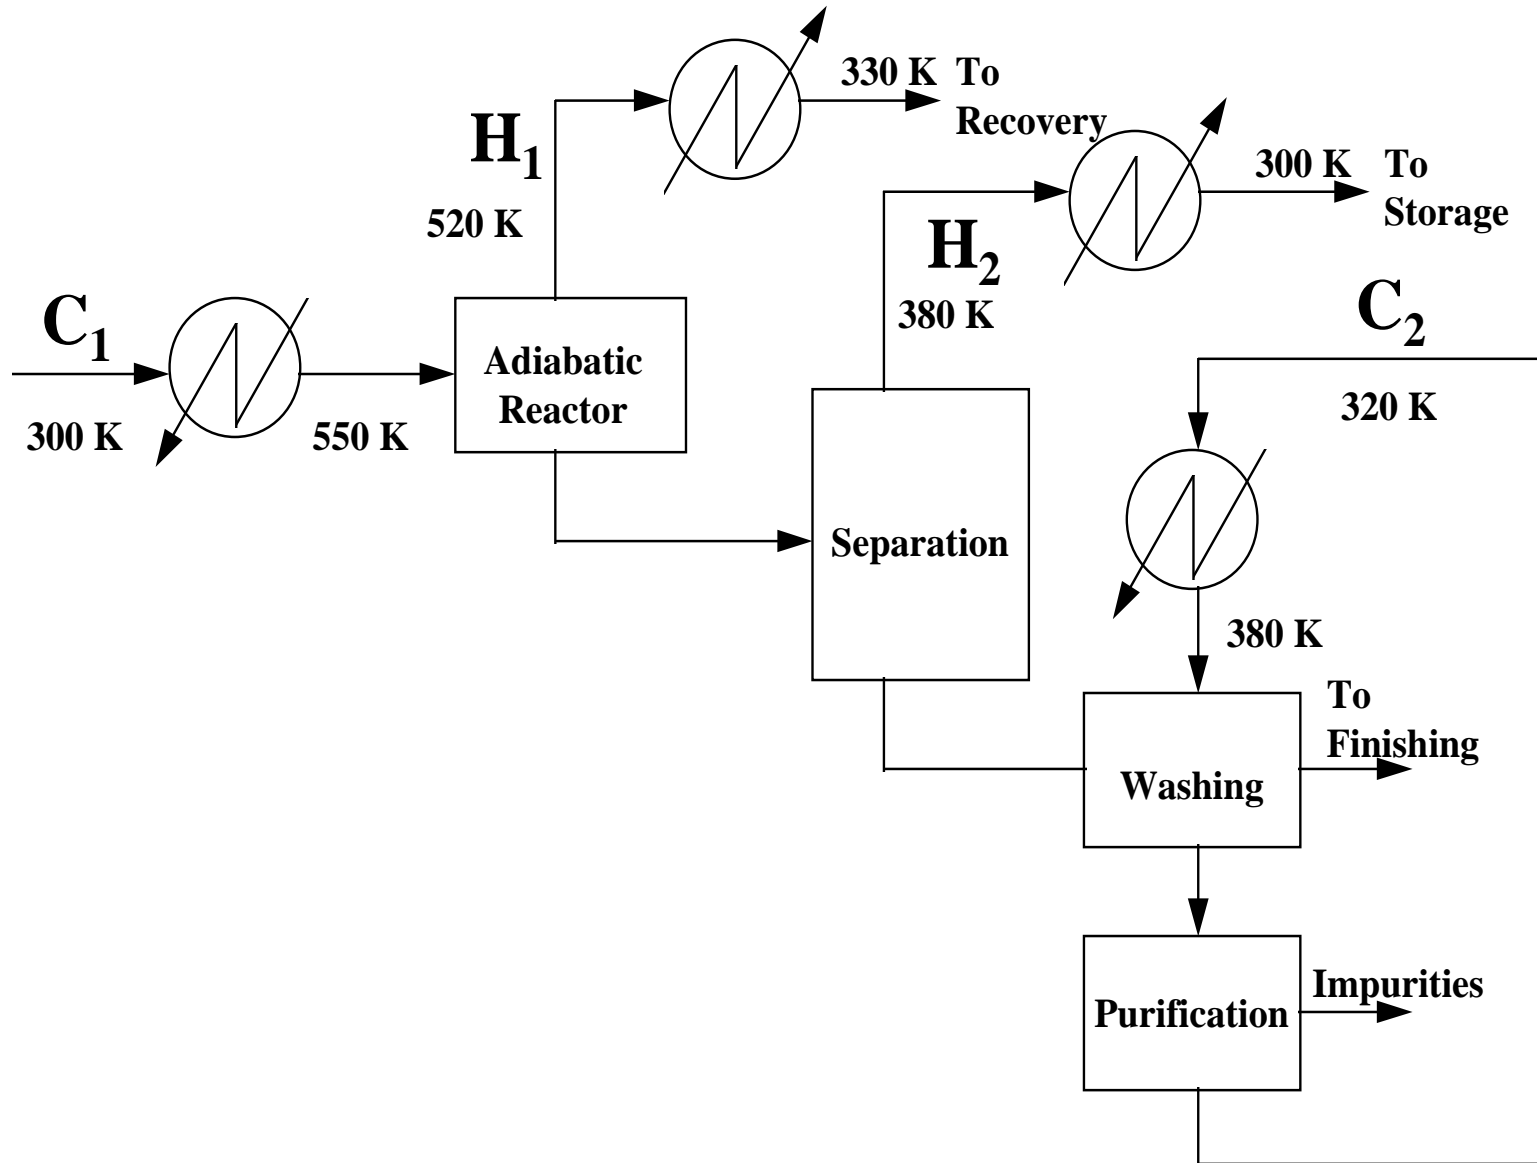 330 K To
Recovery
H1
520 K
300 K To
Storage
H2
380 K
C1
300 K
550 K
Adiabatic
Reactor
C2
320 K
Separation
380 K
To
Finishing
Washing
Impurities
Purification